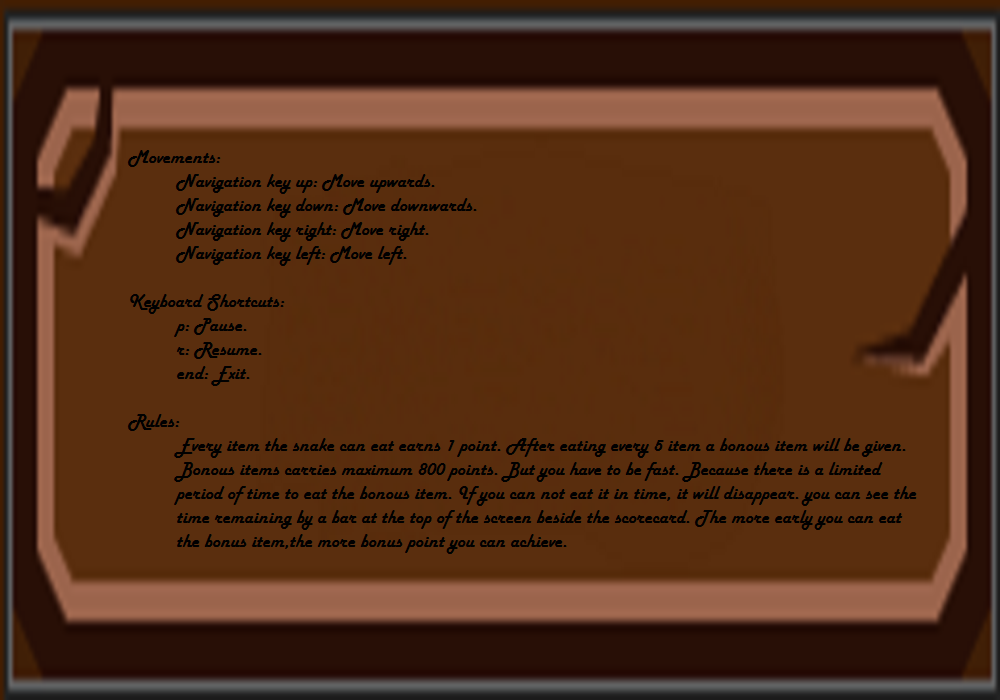 Movements:
Navigation key up: Move upwards.
Navigation key down: Move downwards.
Navigation key right: Move right.
Navigation key left: Move left.
Keyboard Shortcuts:
p: Pause.
r: Resume.
end: Exit.
Rules:
Every item the snake can eat earns 1 point. After eating every 5 item a bonous item will be given.
Bonous items carries maximum 800 points. But you have to be fast. Because there is a limited
period of time to eat the bonous item. If you can not eat it in time, it will disappear. you can see the
time remaining by a bar at the top of the screen beside the scorecard. The more early you can eat
the bonus item,the more bonus point you can achieve.